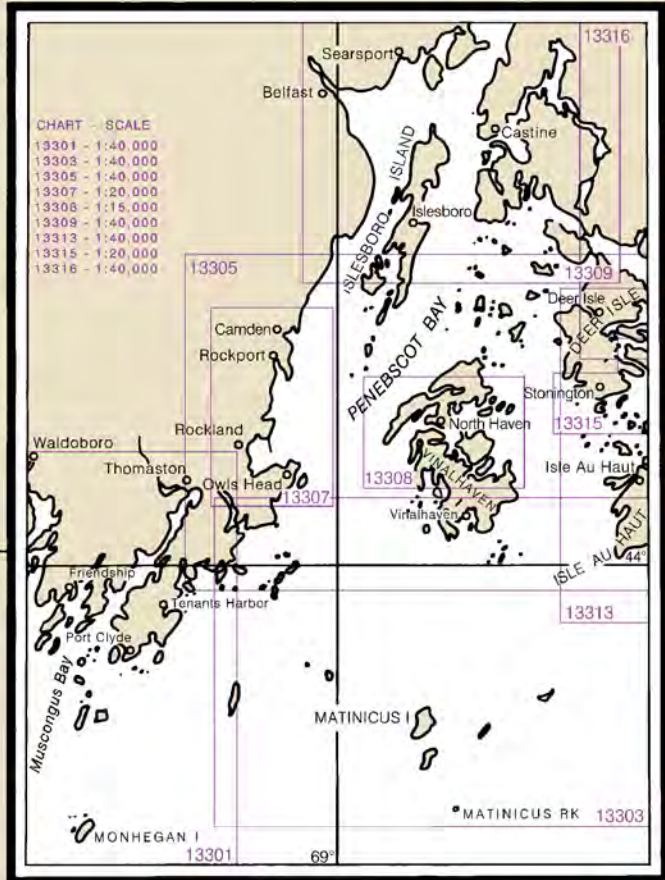 13316
Searsport
Belfast
CHART - SCALE
13301 - 1:40,000
13303 - 1:40,000
13305 - 1:40,000
13307 - 1:20,000
13308 - 1:15,000
13309 - 1:40,000
13313 - 1:40,000
13315 - 1:20,000
13316 - 1:40,000
Castine
ISLESBORO ISLAND
Islesboro
13305
13309
Deer Isle
DEER ISLE
Camden
Rockport
PENEBSCOT BAY
Stonington
13315
North Haven
Rockland
Waldoboro
Thomaston
Owls Head
13307
13308
VINALHAVEN
Isle Au Haut
Vinalhaven
ISLE AU HAUT
44°
Friendship
Tenants Harbor
13313
Port Clyde
Muscongus Bay
MATINICUS I
MATINICUS RK
13303
MONHEGAN I
13301
69°